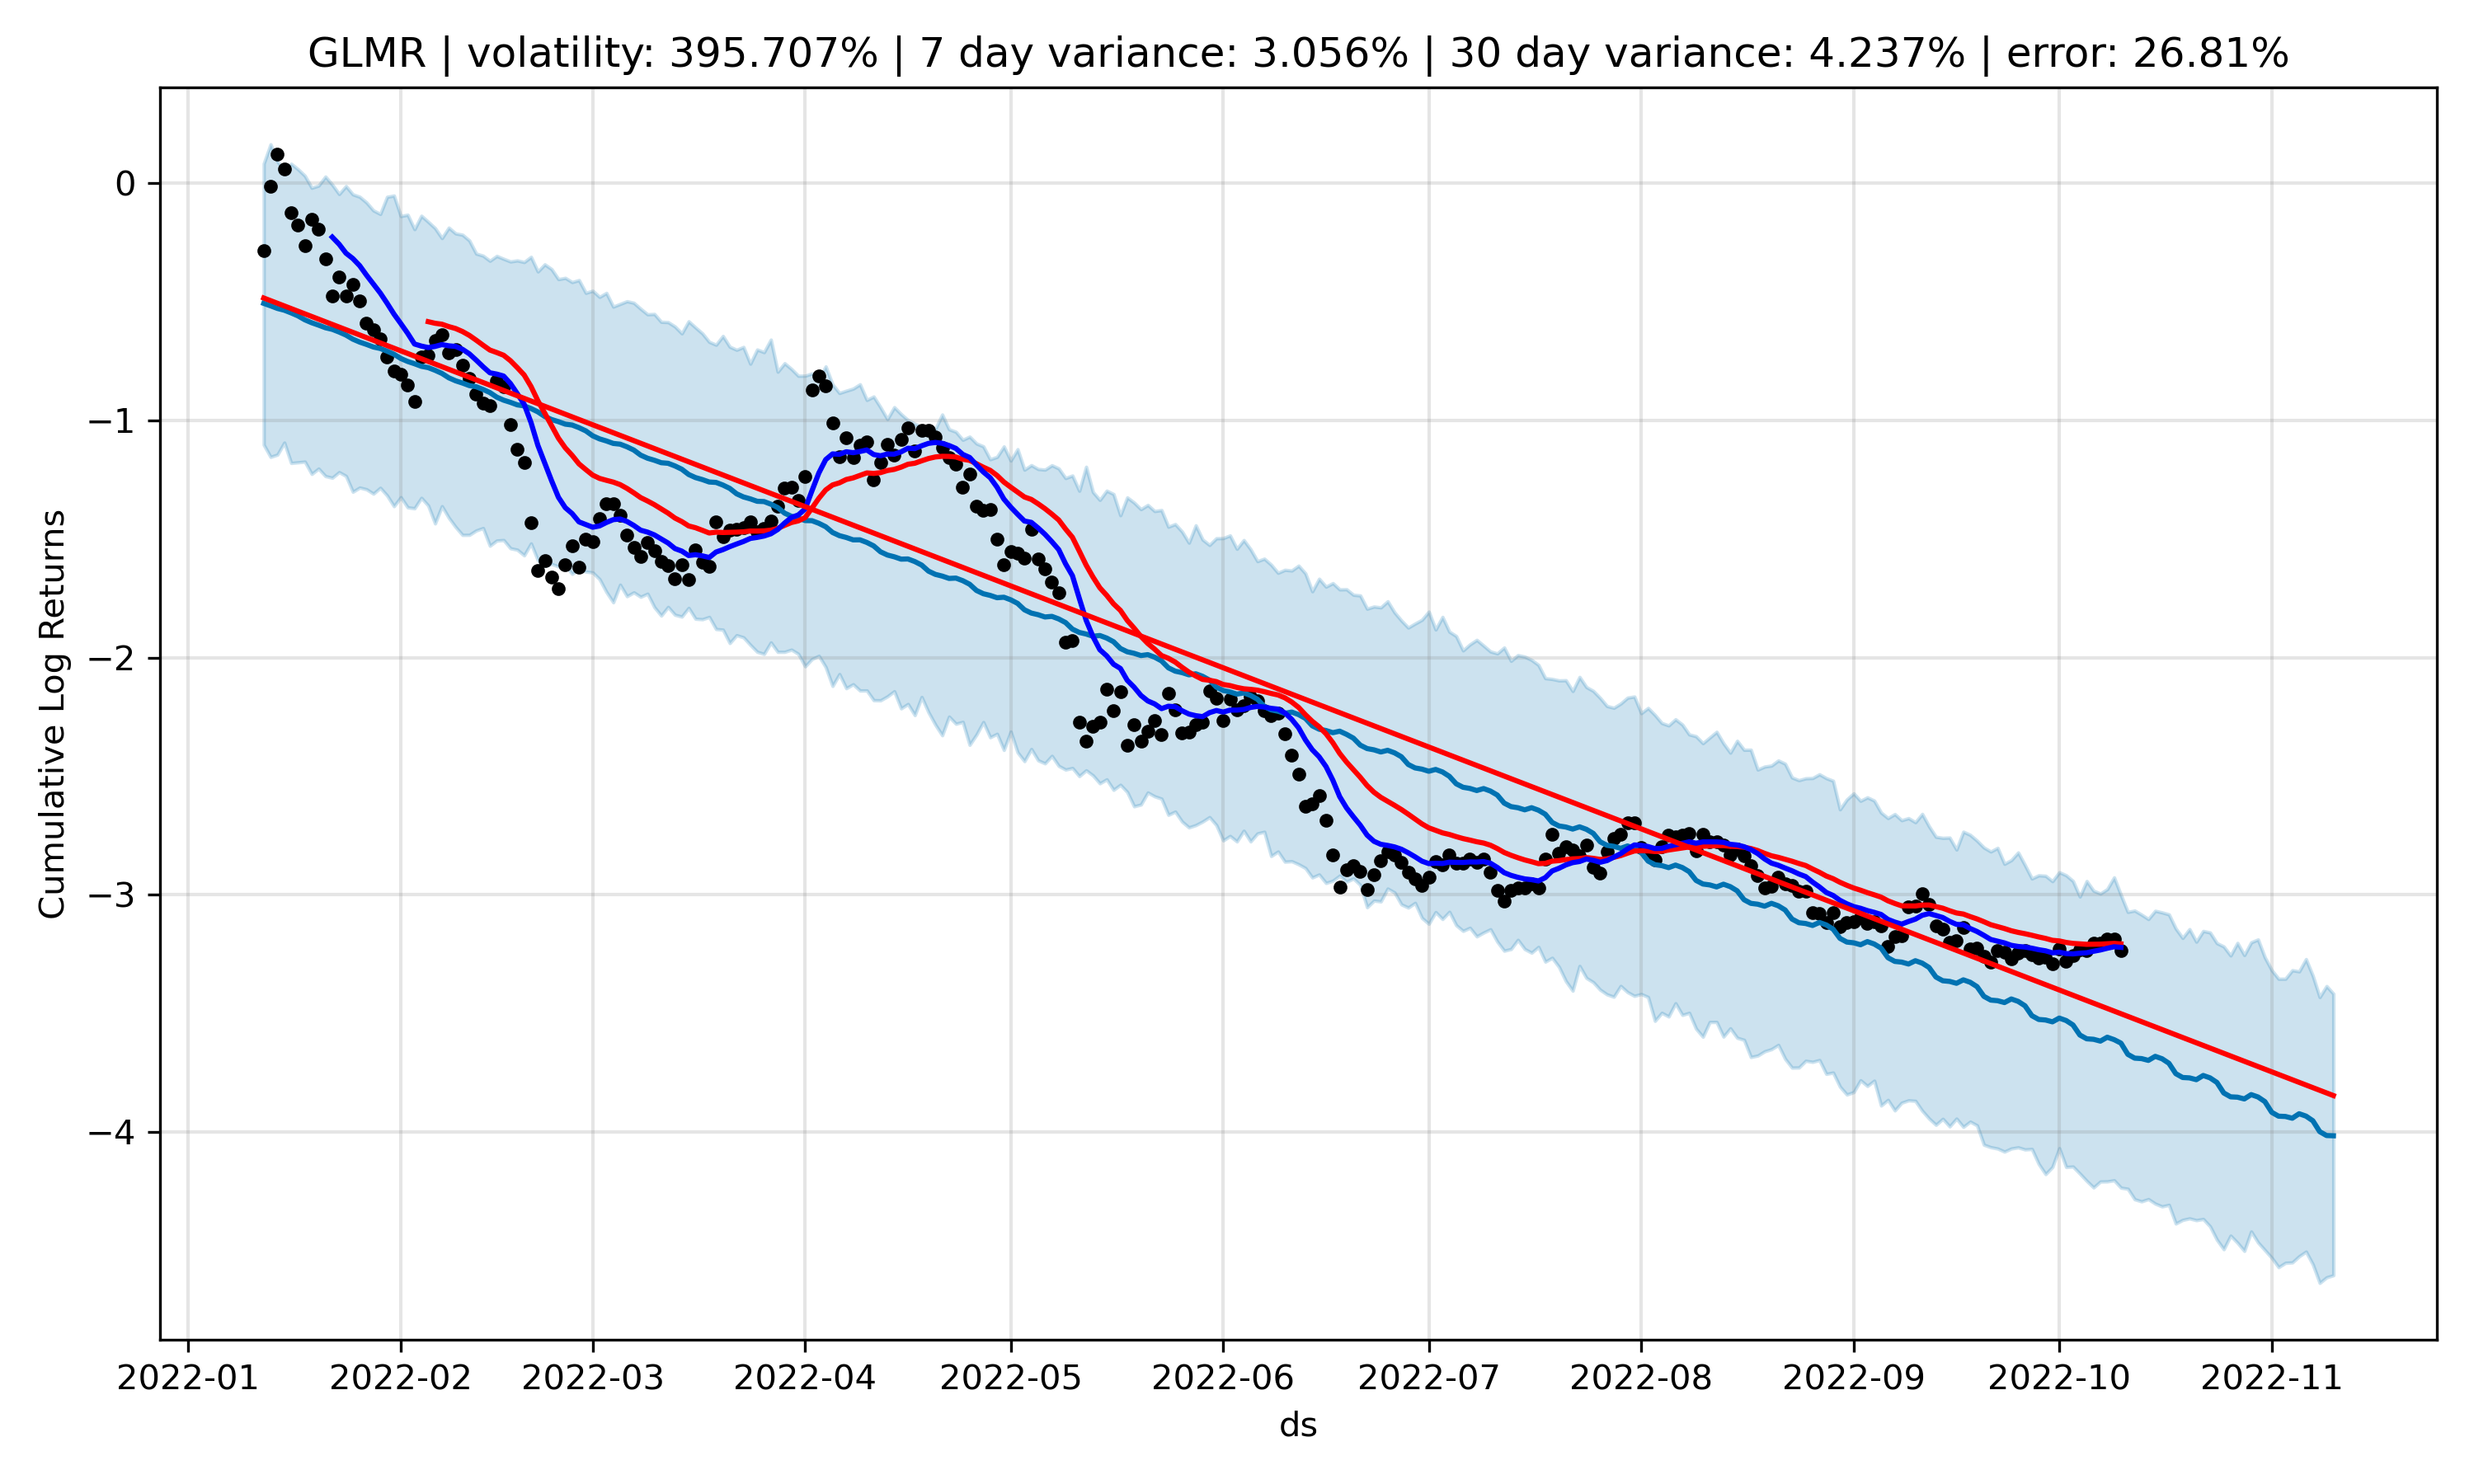 GLMR | volatility: 395.707% | 7 day variance: 3.056% | 30 day variance: 4.237% | error: 26.81%
Cumulative Log Returns
0
−1
−2
−3
−4
2022-01 2022-02 2022-03 2022-04 2022-05 2022-06 2022-07 2022-08 2022-09 2022-10 2022-11
ds